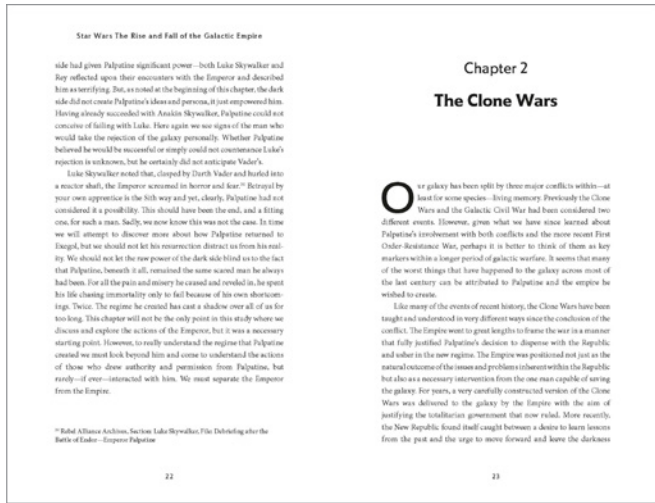 Star Wars The Rise and Fall of the Galactic Empire
side had given Palpatine significant power—both Luke Skywalker and
Rey reflected upon their encounters with the Emperor and described
him as terrifying. But, as noted at the beginning of this chapter, the dark
side did not create Palpatine's ideas and persona, it just empowered him.
Having already succeeded with Anakin Skywalker, Palpatine could not
conceive of failing with Luke. Here again we see signs of the man who
would take the rejection of the galaxy personally. Whether Palpatine
believed he would be successful or simply could not countenance Luke's
rejection is unknown, but he certainly did not anticipate Vader's.
Luke Skywalker noted that, clasped by Darth Vader and hurled into
a reactor shaft, the Emperor screamed in horror and fear. Betrayal by
your own apprentice is the Sith way and yet, clearly, Palpatine had not
considered it a possibility. This should have been the end, and a fitting
one, for such a man. Sadly, we now know this was not the case. In time
we will attempt to discover more about how Palpatine returned to
Exegol, but we should not let his resurrection distract us from his real-
ity. We should not let the raw power of the dark side blind us to the fact
that Palpatine, beneath it all, remained the same scared man he always
had been. For all the pain and misery he caused and reveled in, he spent
his life chasing immortality only to fail because of his own shortcom-
ings. Twice. The regime he created has cast a shadow over all of us for
too long. This chapter will not be the only point in this study where we
discuss and explore the actions of the Emperor, but it was a necessary
starting point. However, to really understand the regime that Palpatine
created we must look beyond him and come to understand the actions
of those who drew authority and permission from Palpatine, but
rarely—if ever—interacted with him. We must separate the Emperor
from the Empire.
Rebel Alliance Archives, Section: Luke Skywalker, File: Debriefing after the
Battle of Endor – Emperor Palpatine
22
Chapter 2
The Clone Wars
Our galaxy has been split by three major conflicts within—at
least for some species—living memory. Previously the Clone
Wars and the Galactic Civil War had been considered two
different events. However, given what we have since learned about
Palpatine's involvement with both conflicts and the more recent First
Order-Resistance War, perhaps it is better to think of them as key
markers within a longer period of galactic warfare. It seems that many
of the worst things that have happened to the galaxy across most of
the last century can be attributed to Palpatine and the empire he
wished to create.
Like many of the events of recent history, the Clone Wars have been
taught and understood in very different ways since the conclusion of the
conflict. The Empire went to great lengths to frame the war in a manner
that fully justified Palpatine's decision to dispense with the Republic
and usher in the new regime. The Empire was positioned not just as the
natural outcome of the issues and problems inherent within the Republic
but also as a necessary intervention from the one man capable of saving
the galaxy. For years, a very carefully constructed version of the Clone
Wars was delivered to the galaxy by the Empire with the aim of
justifying the totalitarian government that now ruled. More recently,
the New Republic found itself caught between a desire to learn lessons
from the past and the urge to move forward and leave the darkness
23